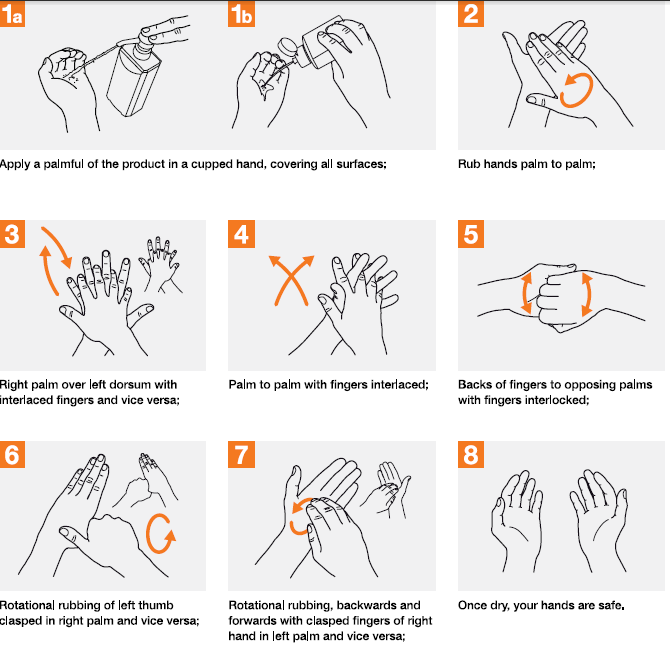 1a
1b
2
Apply a palmful of the product in a cupped hand, covering all surfaces;
Rub hands palm to palm;
3
4
5
Right palm over left dorsum with
interlaced fingers and vice versa;
Palm to palm with fingers interlaced;
Backs of fingers to opposing palms
with fingers interlocked;
6
7
8
Rotational rubbing of left thumb
clasped in right palm and vice versa;
Rotational rubbing, backwards and
forwards with clasped fingers of right
hand in left palm and vice versa;
Once dry, your hands are safe.